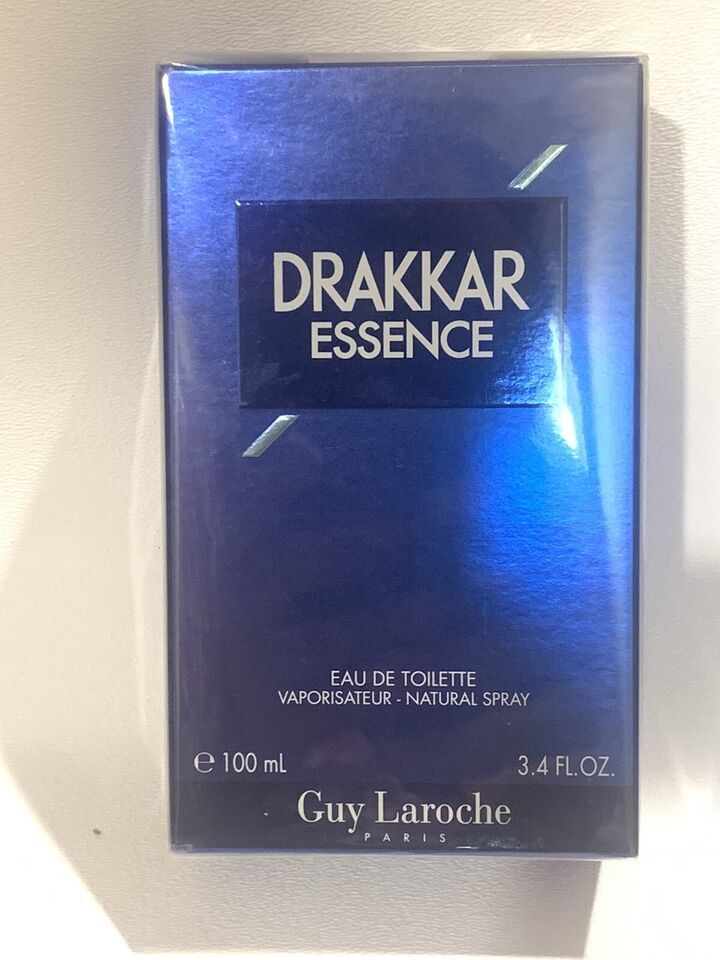 DRAKKAR
ESSENCE
EAU DE TOILETTE
VAPORISATEUR - NATURAL SPRAY
℮ 100 mL 3.4 FL.OZ.
Guy Laroche
PARIS